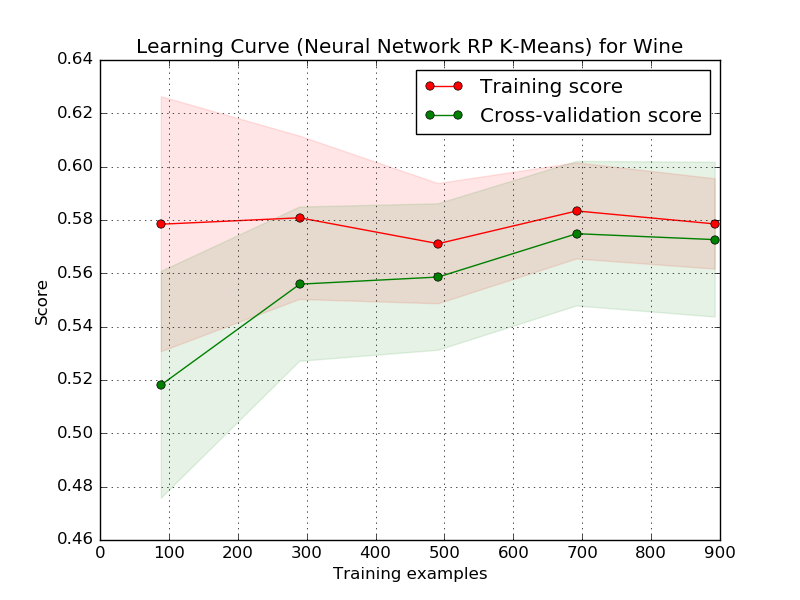 Learning Curve (Neural Network RP K-Means) for Wine
Training score
Cross-validation score
0.64
0.62
0.60
0.58
0.56
0.54
0.52
0.50
0.48
0.46
Score
0 100 200 300 400 500 600 700 800 900
Training examples